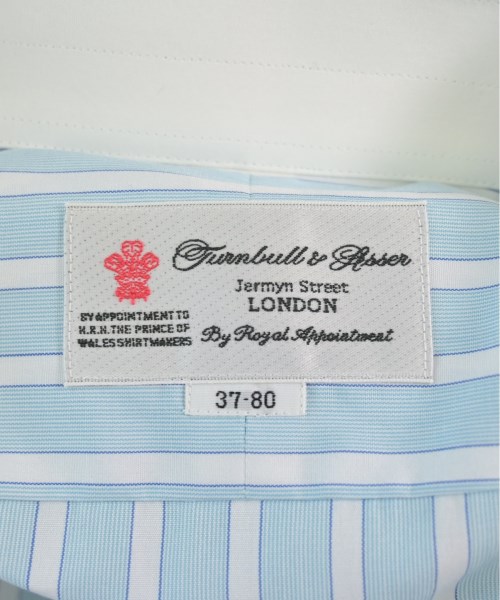 Turnbull & Asser
Jermyn Street
LONDON
BY APPOINTMENT TO
H.R.H. THE PRINCE OF
WALES SHIRTMAKERS
By Royal Appointment
37-80